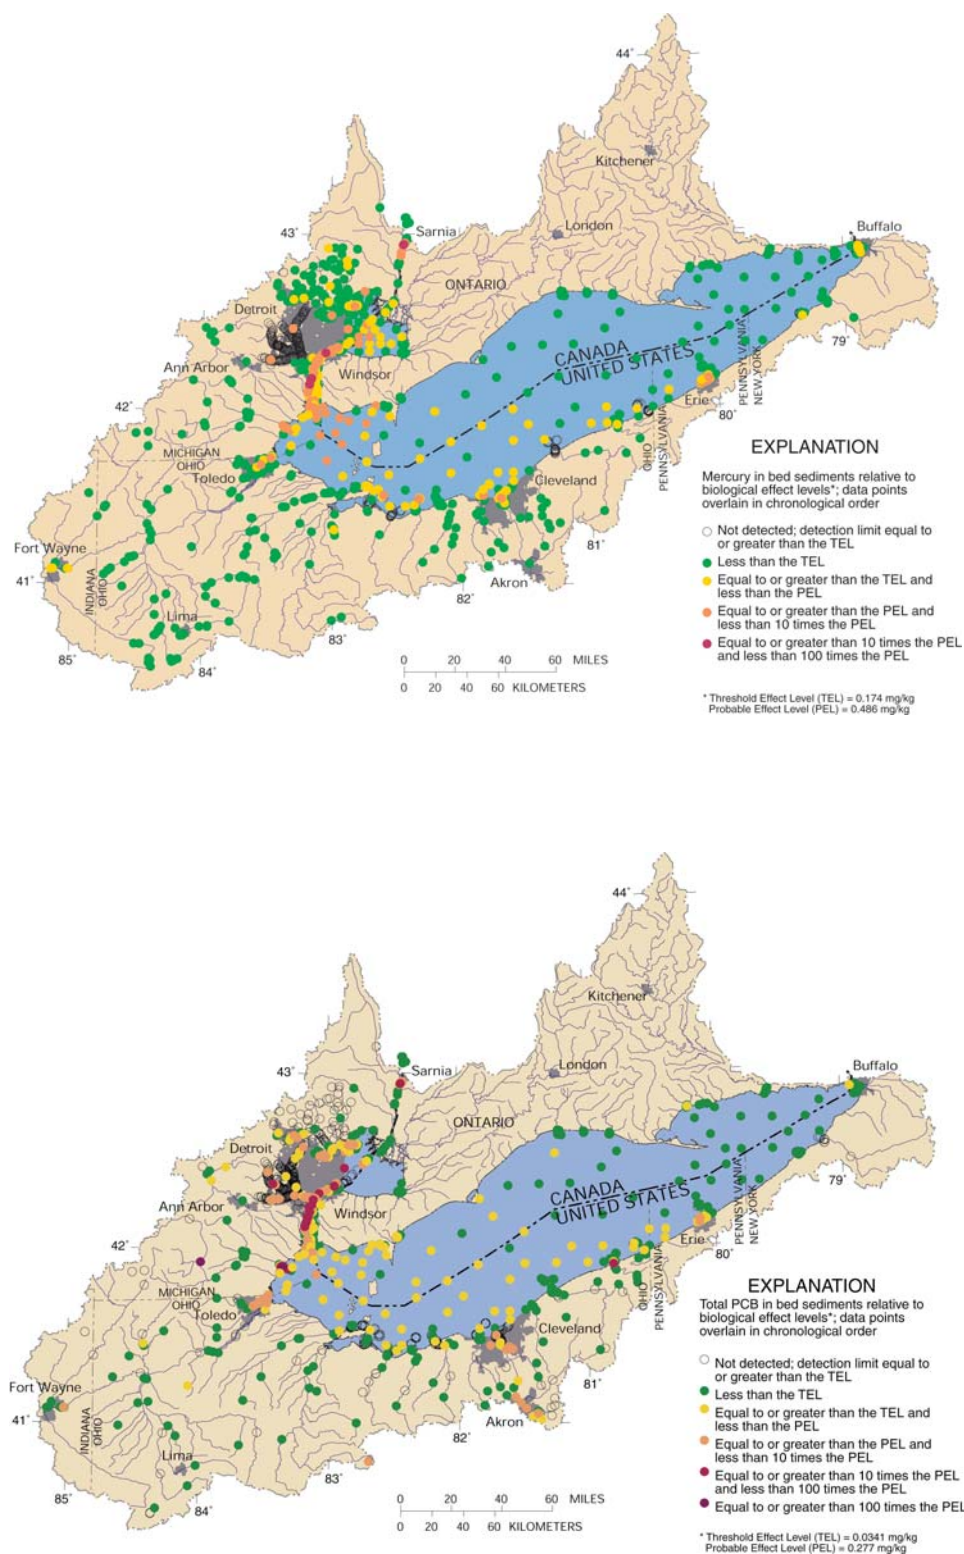 44°
Kitchener
43°
Sarnia
London
Buffalo
ONTARIO
Detroit
CANADA
UNITED STATES
79°
Ann Arbor
Windsor
PENNSYLVANIA
NEW YORK
Erie
80°
42°
MICHIGAN
OHIO
Toledo
OHIO
PENNSYLVANIA
Cleveland
EXPLANATION
Mercury in bed sediments relative to
biological effect levels*; data points
overlain in chronological order
Not detected; detection limit equal to
or greater than the TEL
Less than the TEL
Equal to or greater than the TEL and
less than the PEL
Equal to or greater than the PEL and
less than 10 times the PEL
Equal to or greater than 10 times the PEL
and less than 100 times the PEL
* Threshold Effect Level (TEL) = 0.174 mg/kg
Probable Effect Level (PEL) = 0.486 mg/kg
81°
Fort Wayne
41°
INDIANA
OHIO
Akron
82°
Lima
83°
85°
84°
0 20 40 60 MILES
0 20 40 60 KILOMETERS
44°
Kitchener
43°
Sarnia
London
Buffalo
ONTARIO
Detroit
CANADA
UNITED STATES
79°
Ann Arbor
Windsor
PENNSYLVANIA
NEW YORK
Erie
80°
42°
MICHIGAN
OHIO
Toledo
OHIO
PENNSYLVANIA
Cleveland
EXPLANATION
Total PCB in bed sediments relative to
biological effect levels*; data points
overlain in chronological order
Not detected; detection limit equal to
or greater than the TEL
Less than the TEL
Equal to or greater than the TEL and
less than the PEL
Equal to or greater than the PEL and
less than 10 times the PEL
Equal to or greater than 10 times the PEL
and less than 100 times the PEL
Equal to or greater than 100 times the PEL
* Threshold Effect Level (TEL) = 0.0341 mg/kg
Probable Effect Level (PEL) = 0.277 mg/kg
81°
Fort Wayne
41°
INDIANA
OHIO
Akron
82°
Lima
83°
85°
84°
0 20 40 60 MILES
0 20 40 60 KILOMETERS